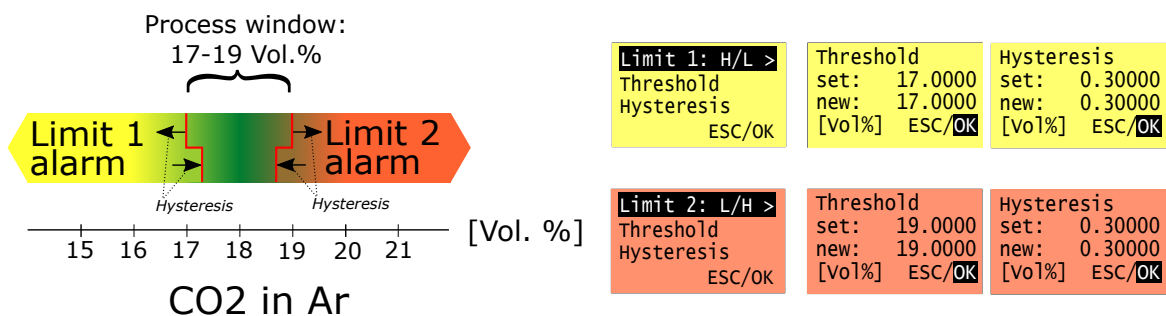 Process window:
17-19 Vol.%
Limit 1
alarm
Limit 2
alarm
Hysteresis
Hysteresis
15 16 17 18 19 20 21
[Vol. %]
CO2 in Ar
Limit 1: H/L >
Threshold
Hysteresis
ESC/OK
Threshold
set: 17.0000
new: 17.0000
[Vol%] ESC/OK
Hysteresis
set: 0.30000
new: 0.30000
[Vol%] ESC/OK
Limit 2: L/H >
Threshold
Hysteresis
ESC/OK
Threshold
set: 19.0000
new: 19.0000
[Vol%] ESC/OK
Hysteresis
set: 0.30000
new: 0.30000
[Vol%] ESC/OK